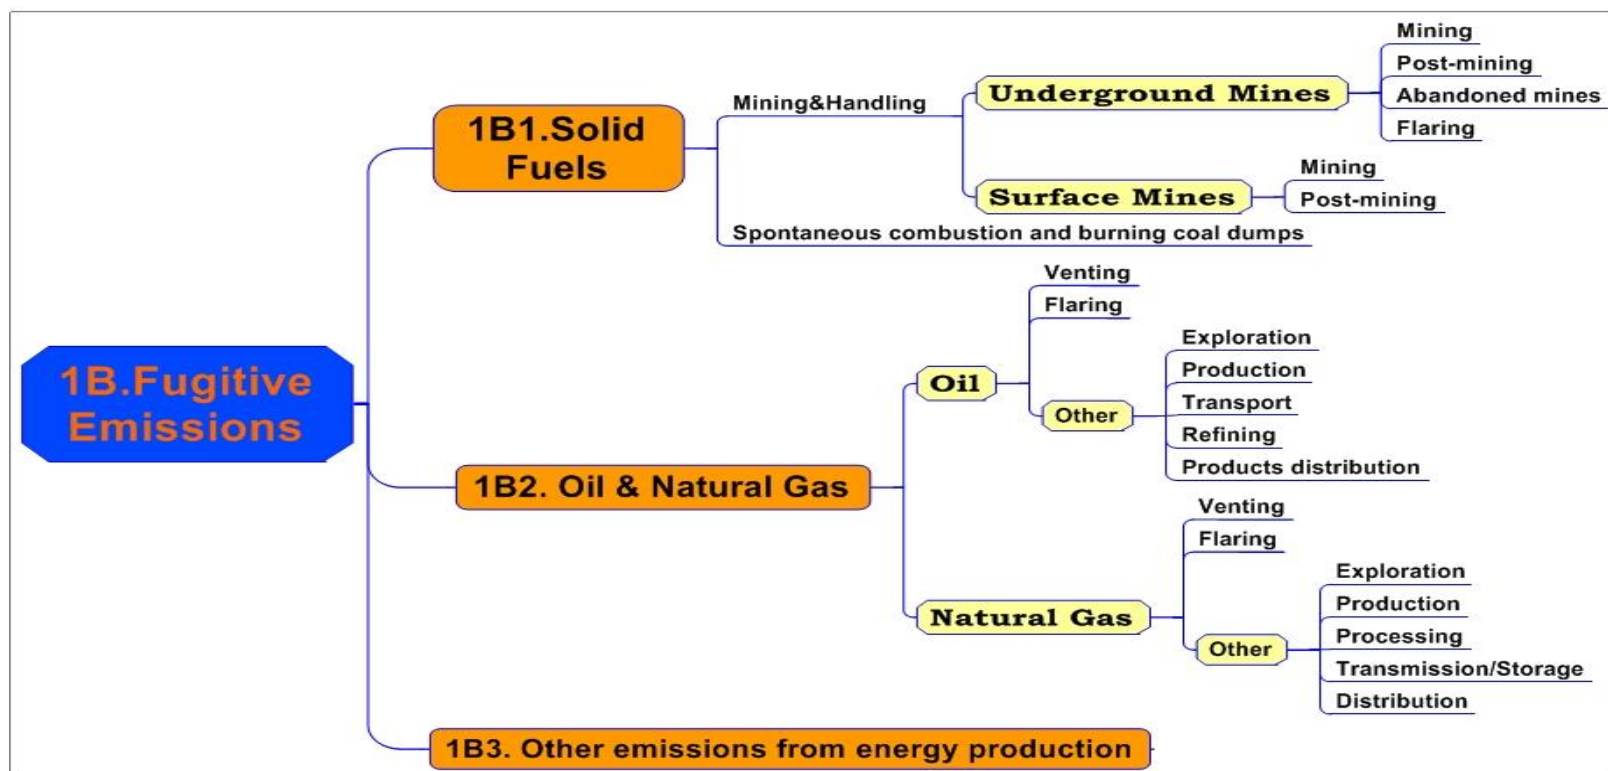 1B.Fugitive
Emissions
1B1.Solid
Fuels
Mining&Handling
Underground Mines
Mining
Post-mining
Abandoned mines
Flaring
Surface Mines
Mining
Post-mining
Spontaneous combustion and burning coal dumps
1B2. Oil & Natural Gas
Oil
Venting
Flaring
Other
Exploration
Production
Transport
Refining
Products distribution
Natural Gas
Venting
Flaring
Other
Exploration
Production
Processing
Transmission/Storage
Distribution
1B3. Other emissions from energy production